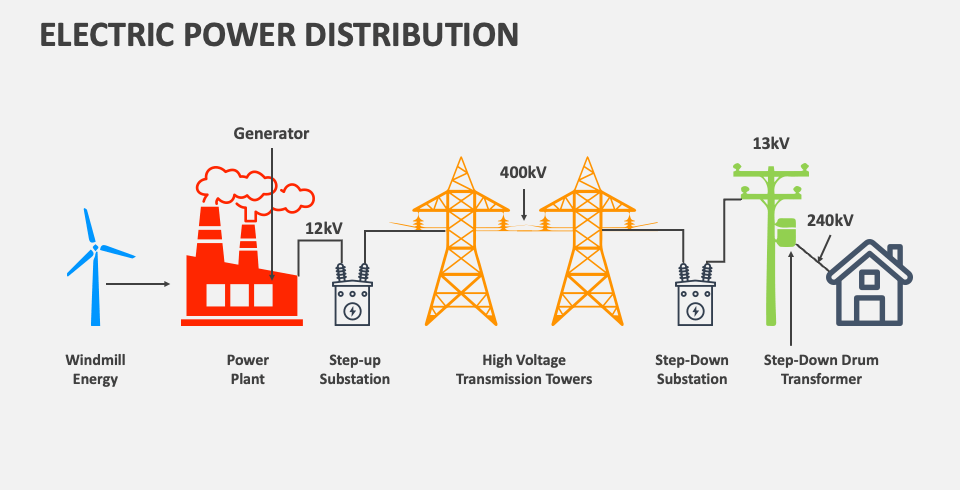 ELECTRIC POWER DISTRIBUTION
Generator
12kV
400kV
13kV
240kV
Windmill
Energy
Power
Plant
Step-up
Substation
High Voltage
Transmission Towers
Step-Down
Substation
Step-Down Drum
Transformer